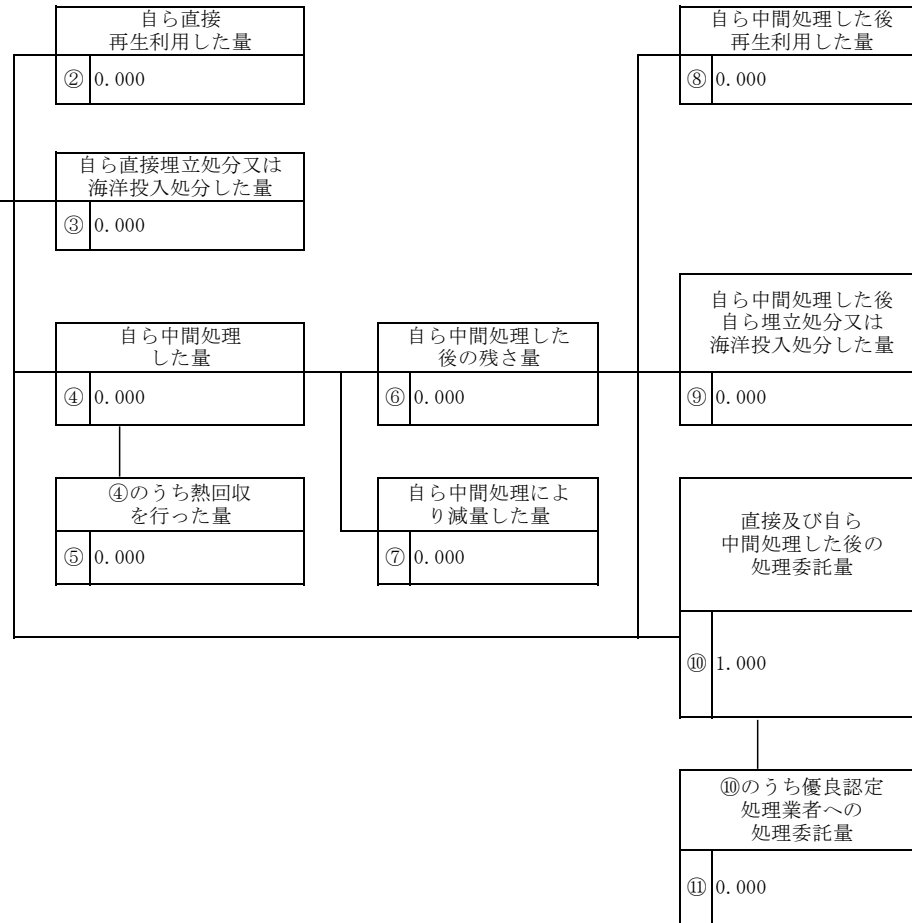 自ら直接
再生利用した量
② 0.000
自ら中間処理した後
再生利用した量
⑧ 0.000
自ら直接埋立処分又は
海洋投入処分した量
③ 0.000
自ら中間処理
した量
④ 0.000
自ら中間処理した
後の残さ量
⑥ 0.000
自ら中間処理した後
自ら埋立処分又は
海洋投入処分した量
⑨ 0.000
④のうち熱回収
を行った量
⑤ 0.000
自ら中間処理によ
り減量した量
⑦ 0.000
直接及び自ら
中間処理した後の
処理委託量
⑩ 1.000
⑩のうち優良認定
処理業者への
処理委託量
⑪ 0.000